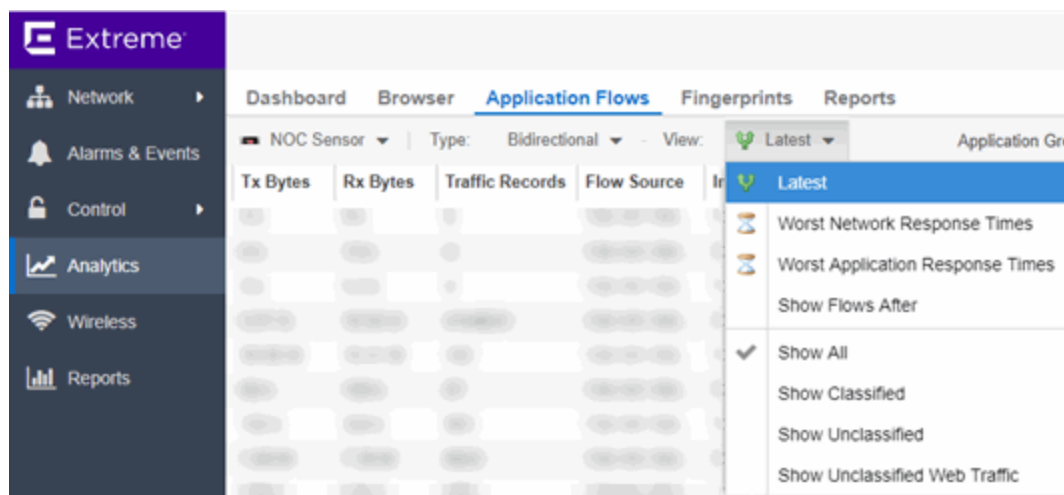 Extreme
Network
Alarms & Events
Control
Analytics
Wireless
Reports
Dashboard Browser Application Flows Fingerprints Reports
NOC Sensor Type: Bidirectional - View: Latest Application Gr
Tx Bytes Rx Bytes Traffic Records Flow Source
Latest
Worst Network Response Times
Worst Application Response Times
Show Flows After
Show All
Show Classified
Show Unclassified
Show Unclassified Web Traffic